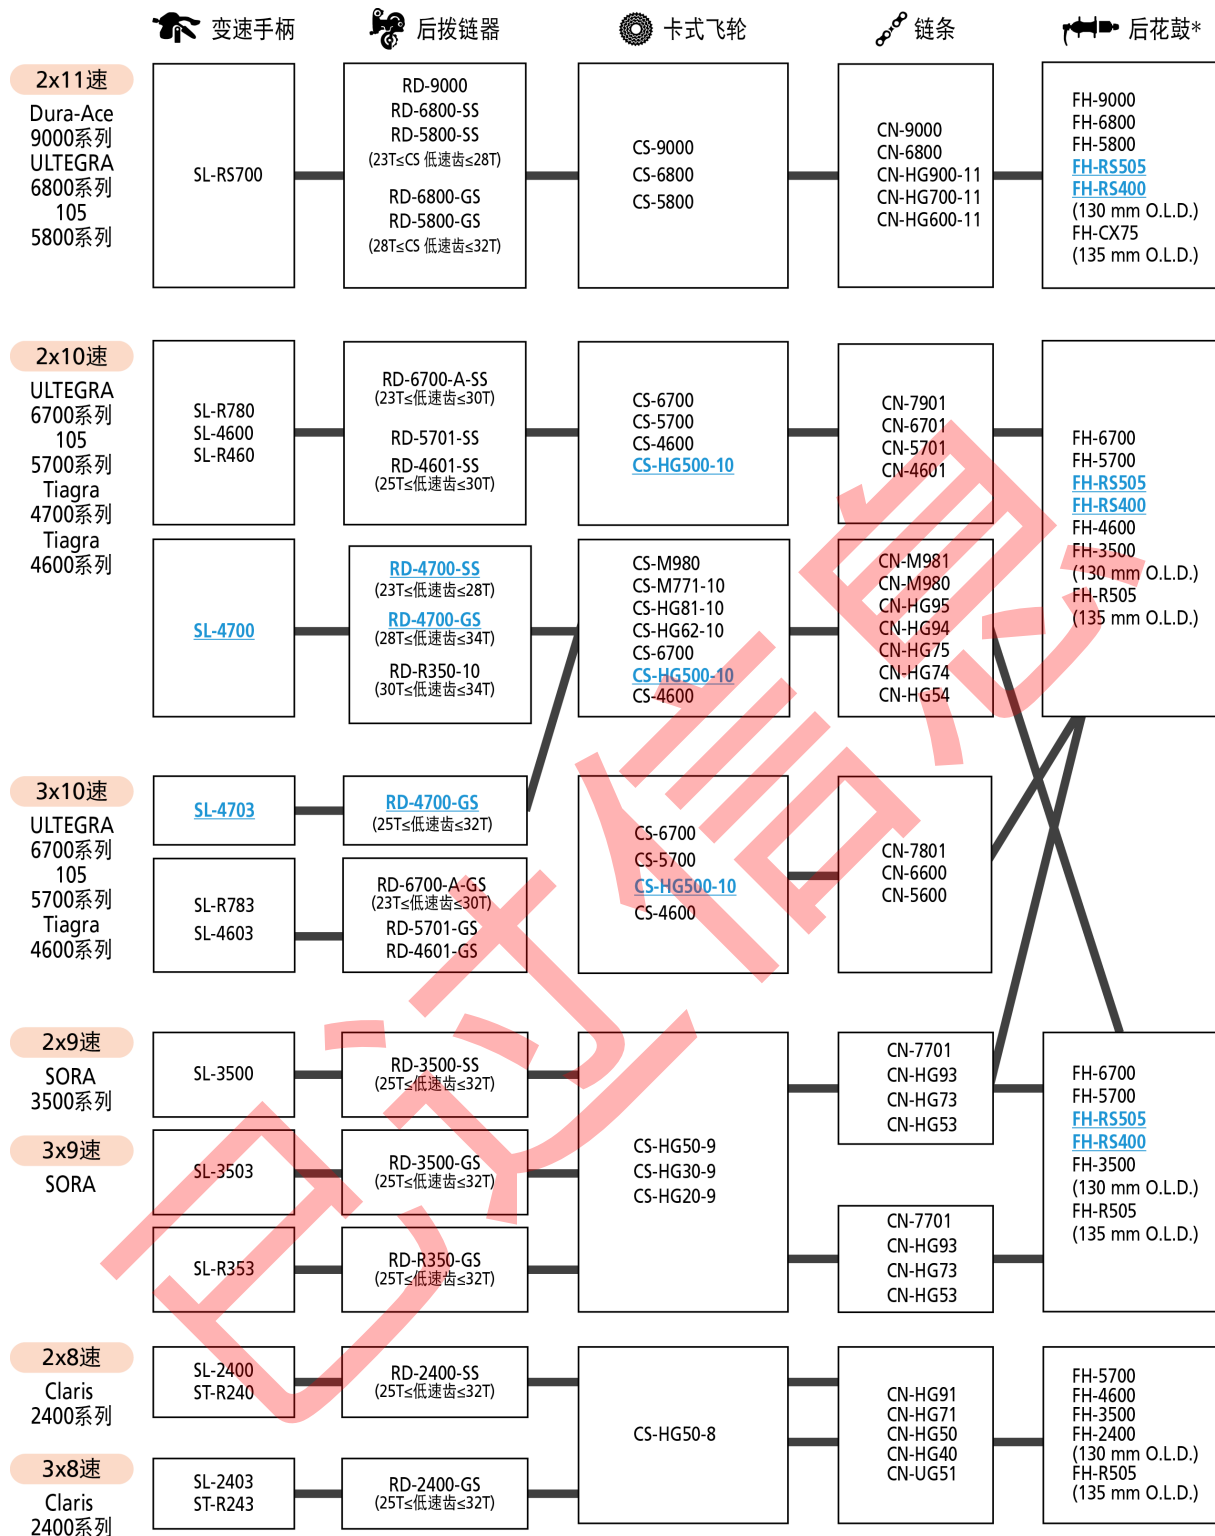 变速手柄
后拨链器
卡式飞轮
链条
后花鼓*
2x11速
Dura-Ace
9000系列
ULTEGRA
6800系列
105
5800系列
SL-RS700
RD-9000
RD-6800-SS
RD-5800-SS
(23T≤CS 低速齿≤28T)
RD-6800-GS
RD-5800-GS
(28T≤CS 低速齿≤32T)
CS-9000
CS-6800
CS-5800
CN-9000
CN-6800
CN-HG900-11
CN-HG700-11
CN-HG600-11
FH-9000
FH-6800
FH-5800
FH-RS505
FH-RS400
(130 mm O.L.D.)
FH-CX75
(135 mm O.L.D.)
2x10速
ULTEGRA
6700系列
105
5700系列
Tiagra
4700系列
Tiagra
4600系列
SL-R780
SL-4600
SL-R460
RD-6700-A-SS
(23T≤低速齿≤30T)
RD-5701-SS
RD-4601-SS
(25T≤低速齿≤30T)
CS-6700
CS-5700
CS-4600
CS-HG500-10
CN-7901
CN-6701
CN-5701
CN-4601
FH-6700
FH-5700
FH-RS505
FH-RS400
FH-4600
FH-3500
(130 mm O.L.D.)
FH-R505
(135 mm O.L.D.)
SL-4700
RD-4700-SS
(23T≤低速齿≤28T)
RD-4700-GS
(28T≤低速齿≤34T)
RD-R350-10
(30T≤低速齿≤34T)
CS-M980
CS-M771-10
CS-HG81-10
CS-HG62-10
CS-6700
CS-HG500-10
CS-4600
CN-M981
CN-M980
CN-HG95
CN-HG94
CN-HG75
CN-HG74
CN-HG54
3x10速
ULTEGRA
6700系列
105
5700系列
Tiagra
4600系列
SL-4703
RD-4700-GS
(25T≤低速齿≤32T)
SL-R783
SL-4603
RD-6700-A-GS
(23T≤低速齿≤30T)
RD-5701-GS
RD-4601-GS
CS-6700
CS-5700
CS-HG500-10
CS-4600
CN-7801
CN-6600
CN-5600
2x9速
SORA
3500系列
SL-3500
RD-3500-SS
(25T≤低速齿≤32T)
3x9速
SORA
SL-3503
RD-3500-GS
(25T≤低速齿≤32T)
SL-R353
RD-R350-GS
(25T≤低速齿≤32T)
CS-HG50-9
CS-HG30-9
CS-HG20-9
CN-7701
CN-HG93
CN-HG73
CN-HG53
CN-7701
CN-HG93
CN-HG73
CN-HG53
FH-6700
FH-5700
FH-RS505
FH-RS400
FH-3500
(130 mm O.L.D.)
FH-R505
(135 mm O.L.D.)
2x8速
Claris
2400系列
SL-2400
ST-R240
RD-2400-SS
(25T≤低速齿≤32T)
3x8速
Claris
2400系列
SL-2403
ST-R243
RD-2400-GS
(25T≤低速齿≤32T)
CS-HG50-8
CN-HG91
CN-HG71
CN-HG50
CN-HG40
CN-UG51
FH-5700
FH-4600
FH-3500
FH-2400
(130 mm O.L.D.)
FH-R505
(135 mm O.L.D.)
已过信息